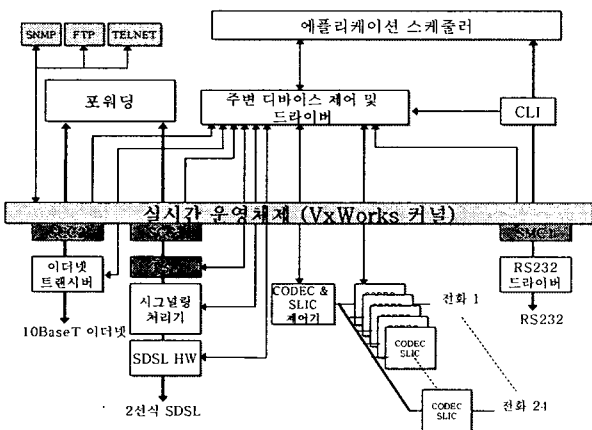 SNMP
FTP
TELNET
애플리케이션 스케줄러
포워딩
주변 디바이스 제어 및
드라이버
CLI
실시간 운영체제 (VxWorks 커널)
SMC1
이더넷
트랜시버
시그널링
처리기
CODEC &
SLIC
제어기
CODEC
SLIC
전화 1
RS232
드라이버
RS232
10BaseT 이더넷
SDSL HW
CODEC
SLIC
전화 24
2선식 SDSL